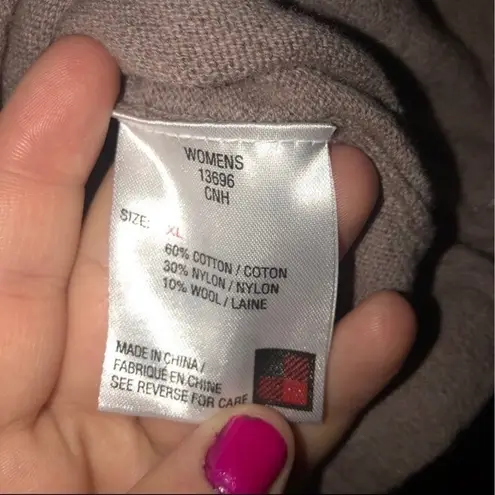 WOMENS
13696
CNH
SIZE: XL
60% COTTON / COTON
30% NYLON / NYLON
10% WOOL / LAINE
MADE IN CHINA /
FABRIQUÉ EN CHINE
SEE REVERSE FOR CARE